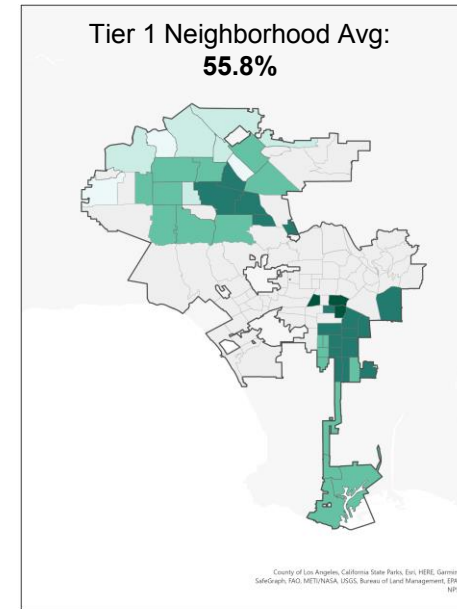 Tier 1 Neighborhood Avg:
55.8%
County of Los Angeles, California State Parks, Esri, HERE, Garmin
SafeGraph, FAO, METI/NASA, USGS, Bureau of Land Management, EPA
NPS